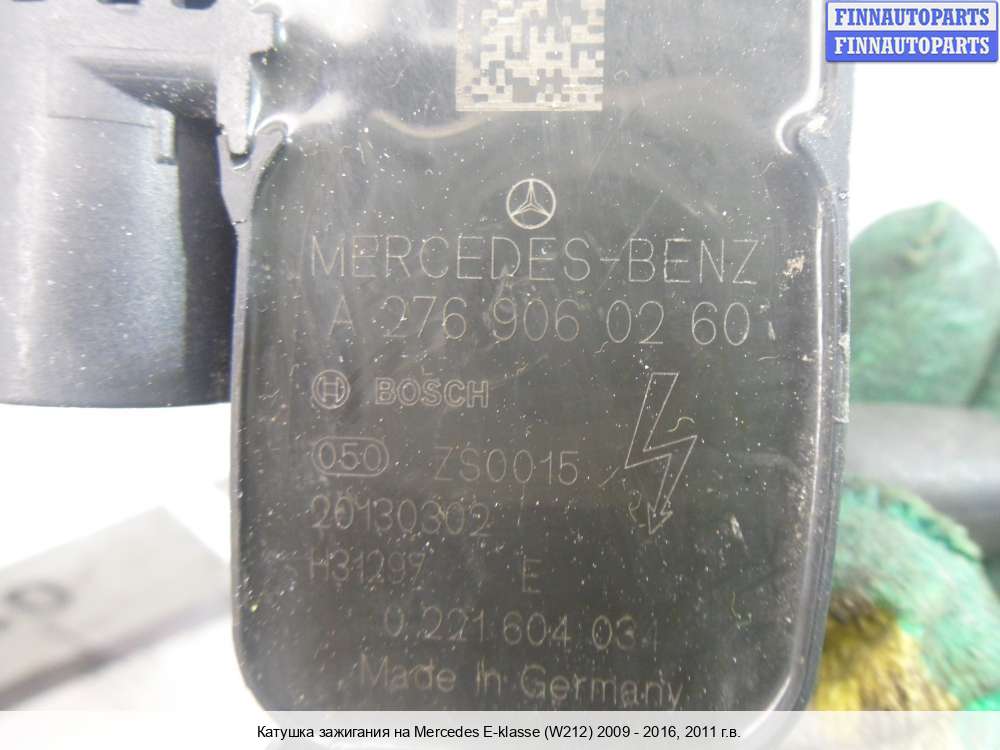 FINNAUTOPARTS
FINNAUTOPARTS
MERCEDES-BENZ
A 276 906 02 60
BOSCH
050 ZS0015
20130302
H31299 E
0 221 604 034
Made in Germany
Катушка зажигания на Mercedes E-klasse (W212) 2009 - 2016, 2011 г.в.